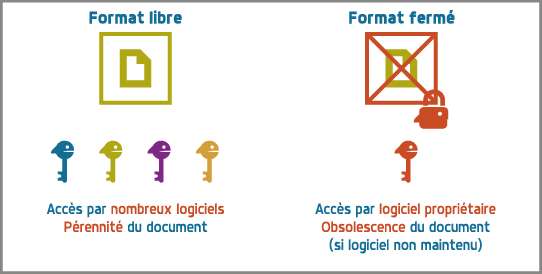 Format libre
Accès par nombreux logiciels
Pérennité du document
Format fermé
Accès par logiciel propriétaire
Obsolescence du document
(si logiciel non maintenu)